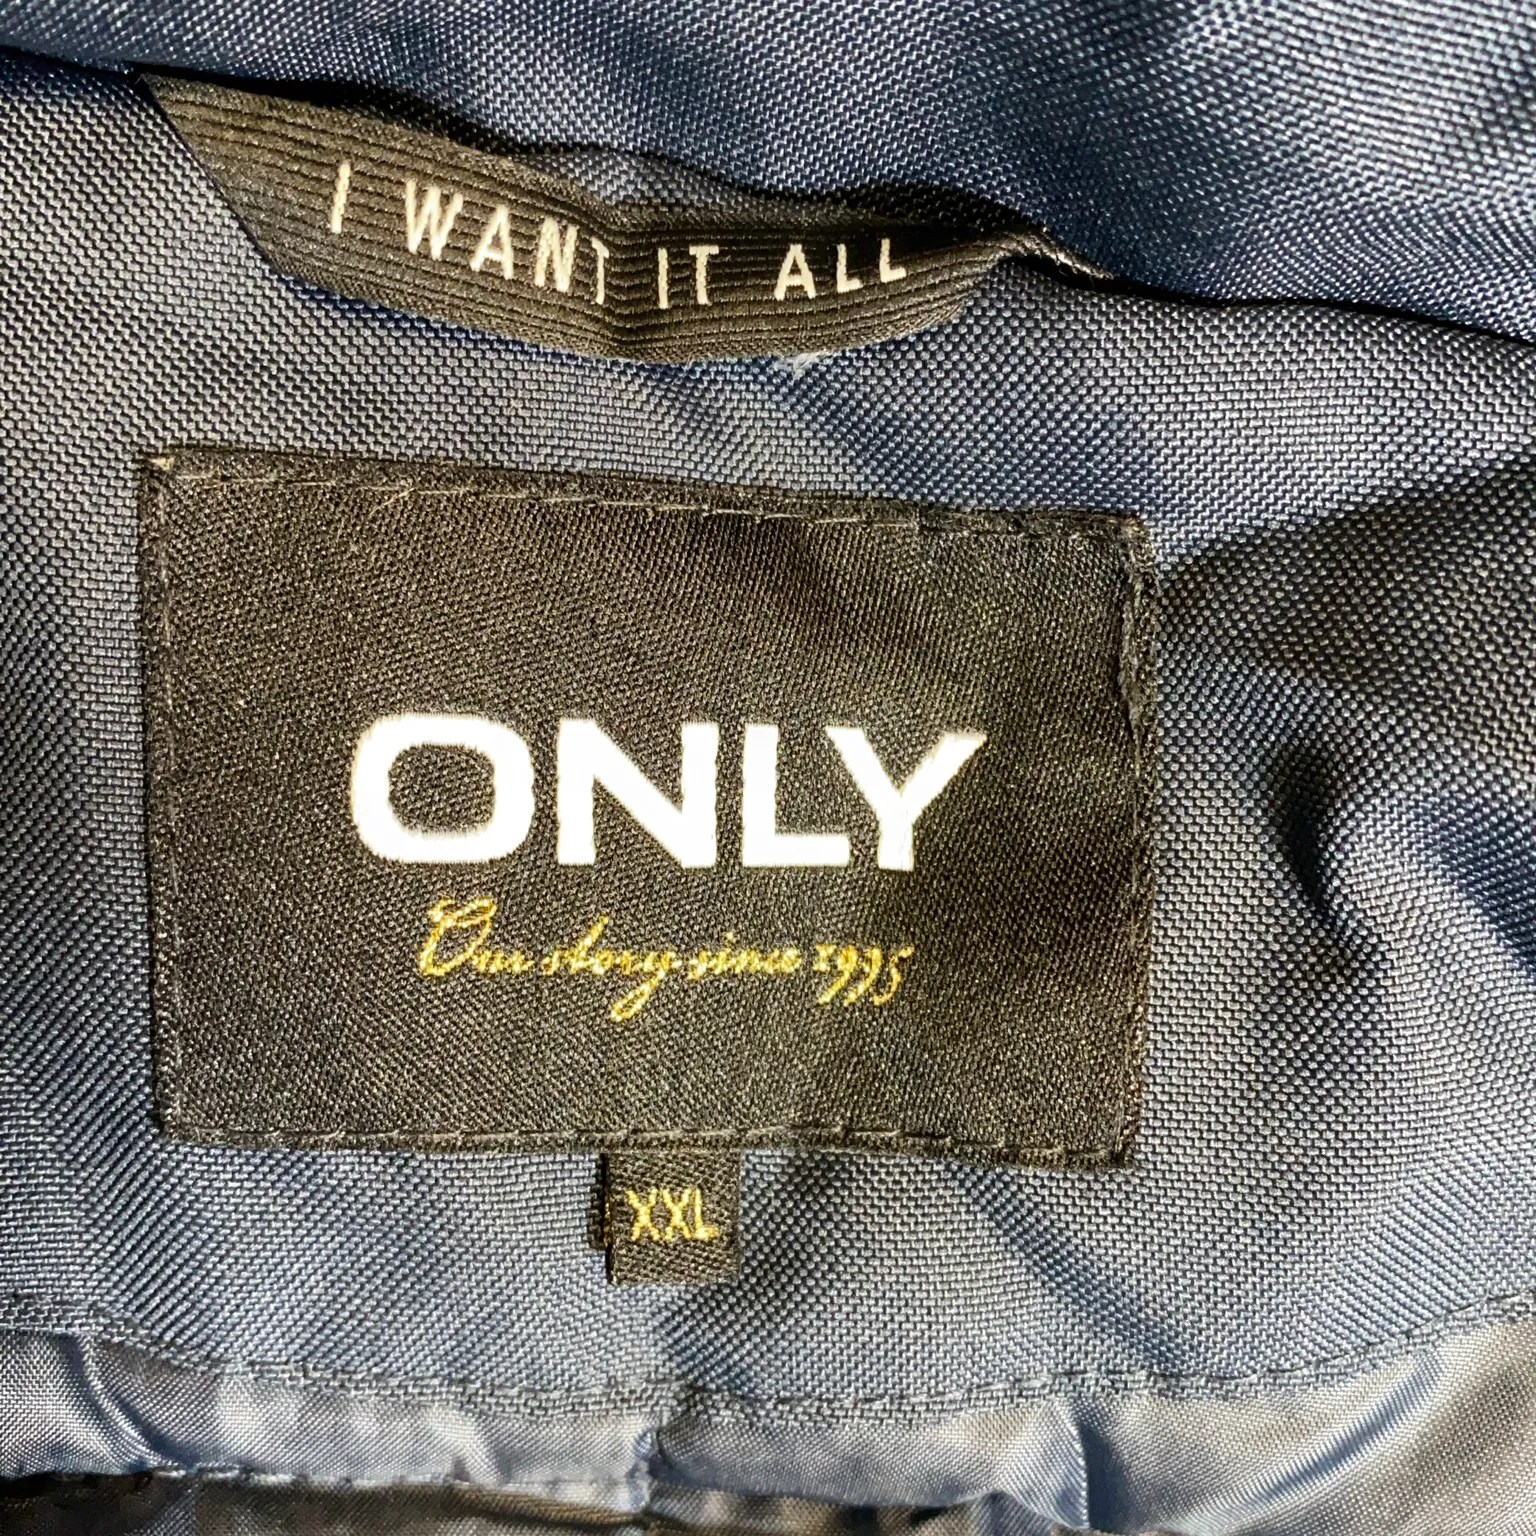 I WANT IT ALL
ONLY
Our story since 1995
XXL